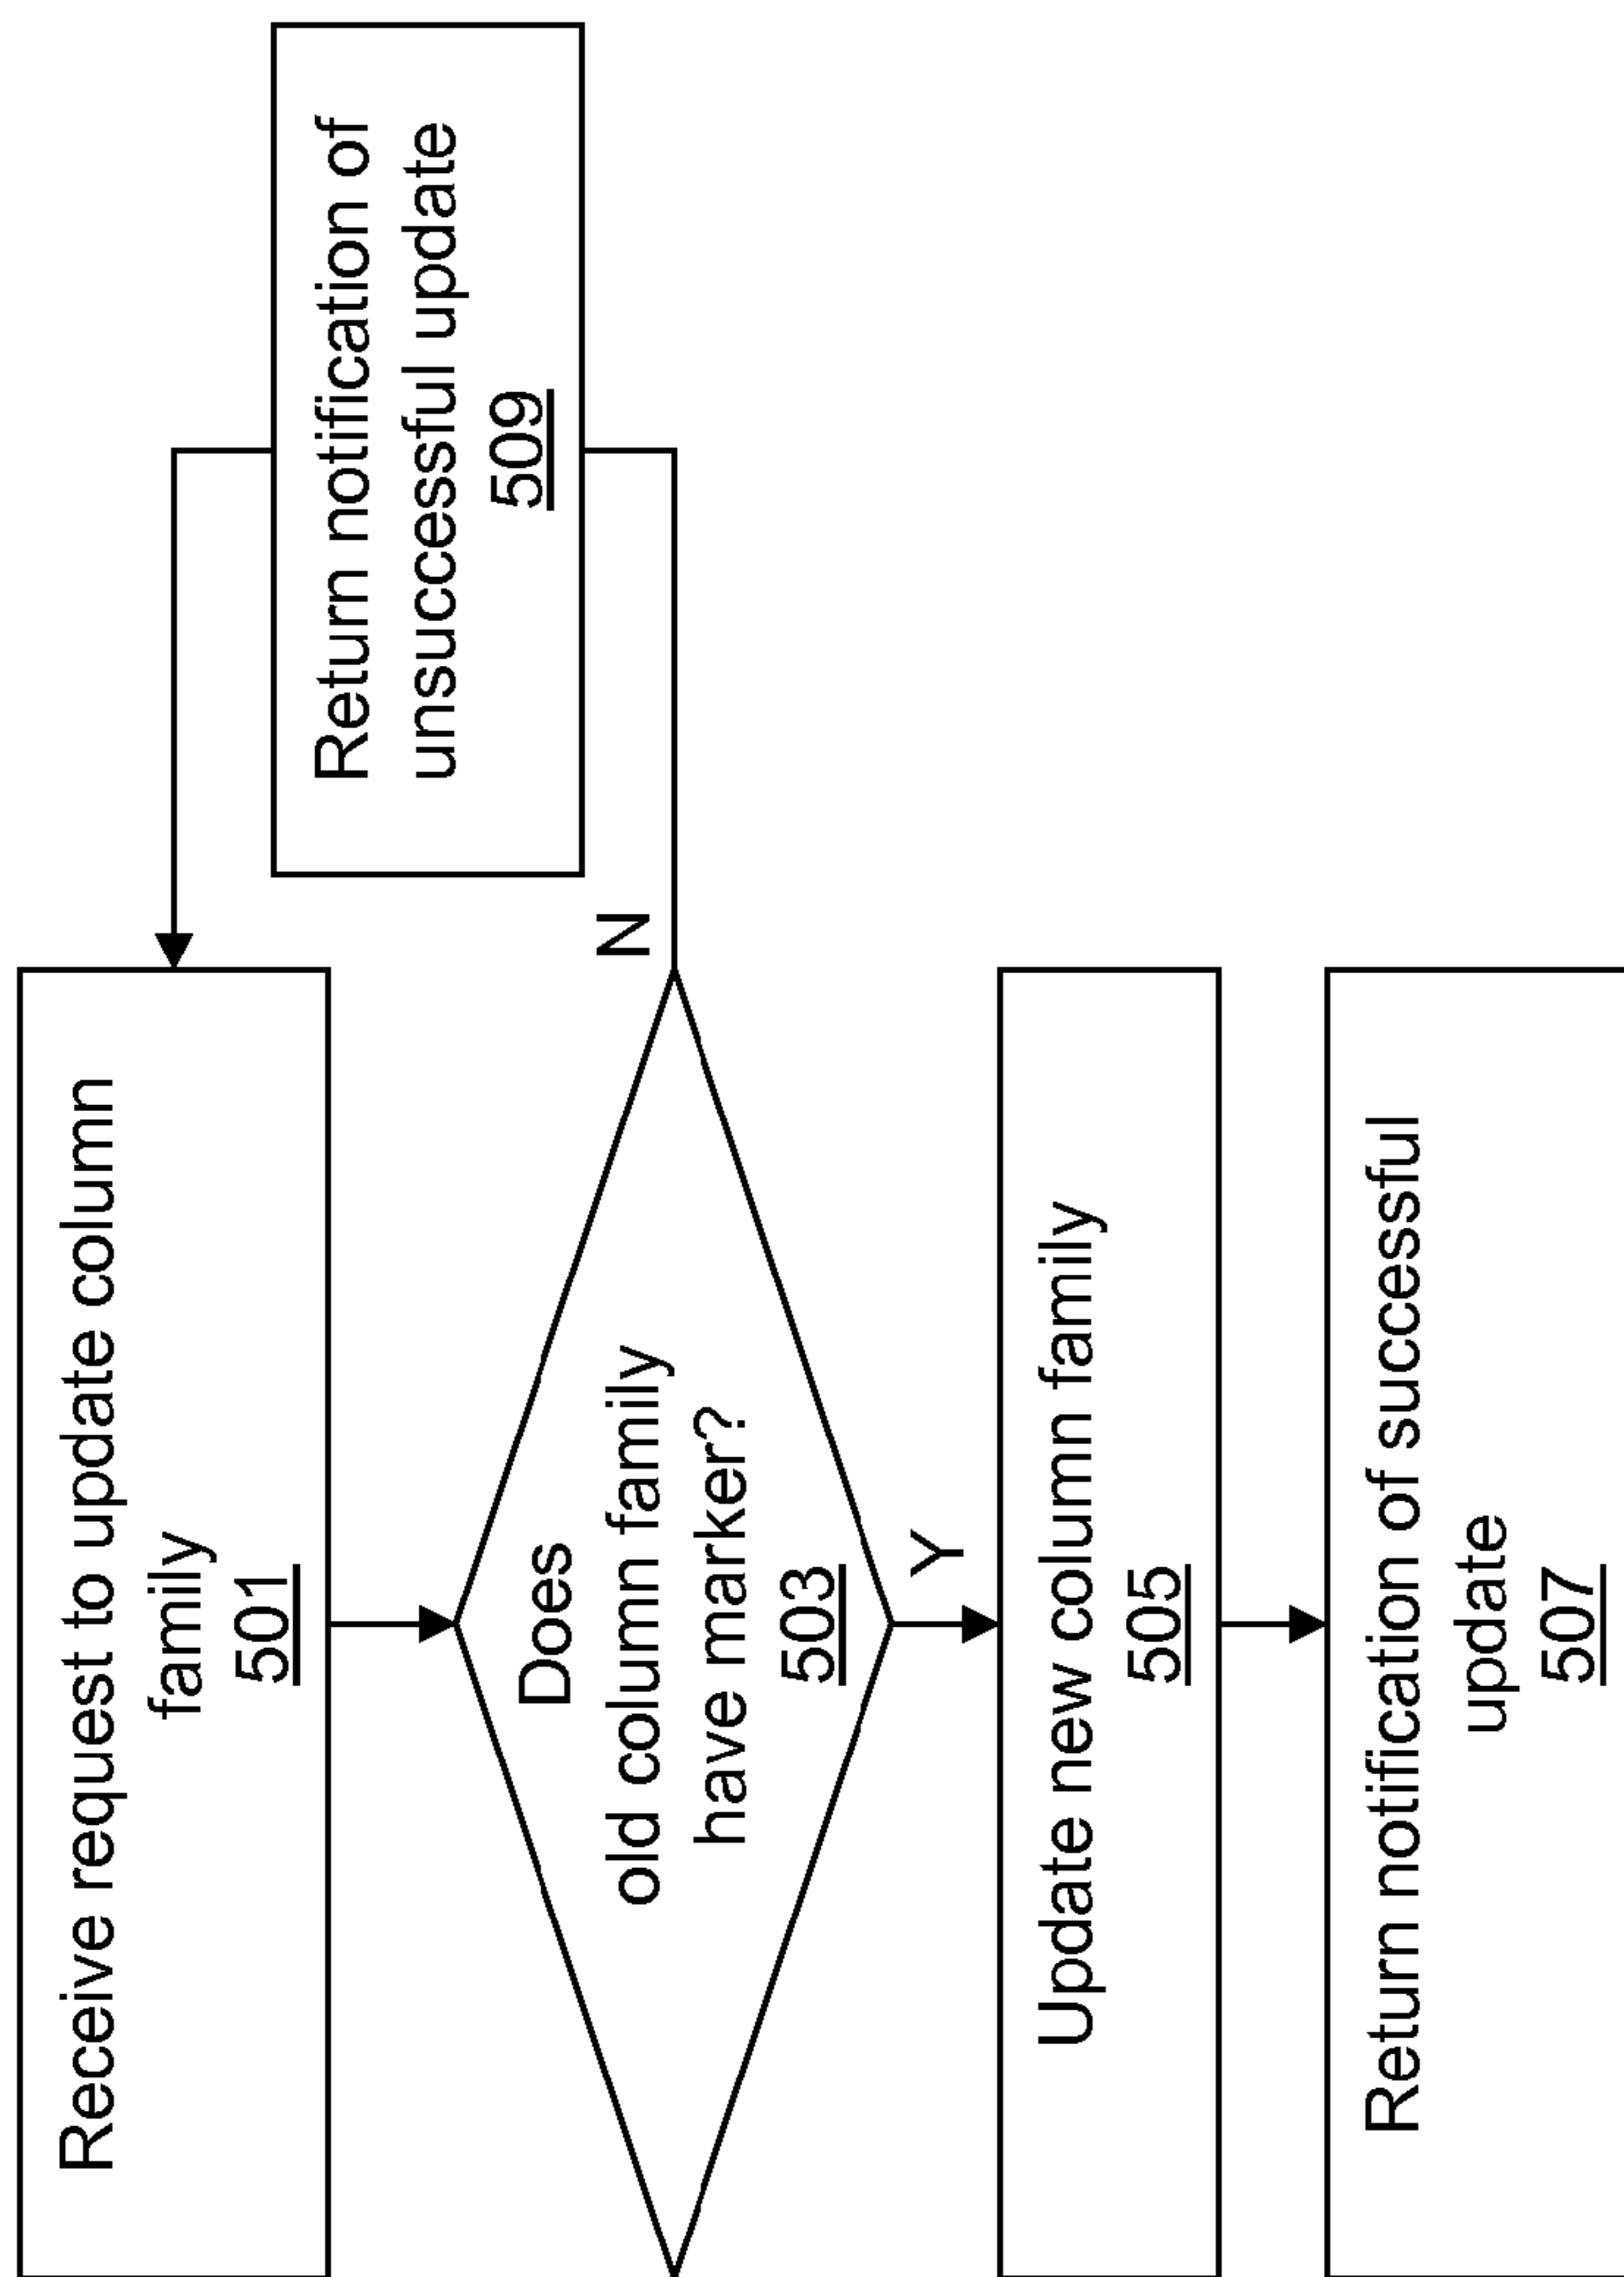 Receive request to update column
family
501
Does
old column family
have marker?
503
N
Return notification of
unsuccessful update
509
Y
Update new column family
505
Return notification of successful
update
507